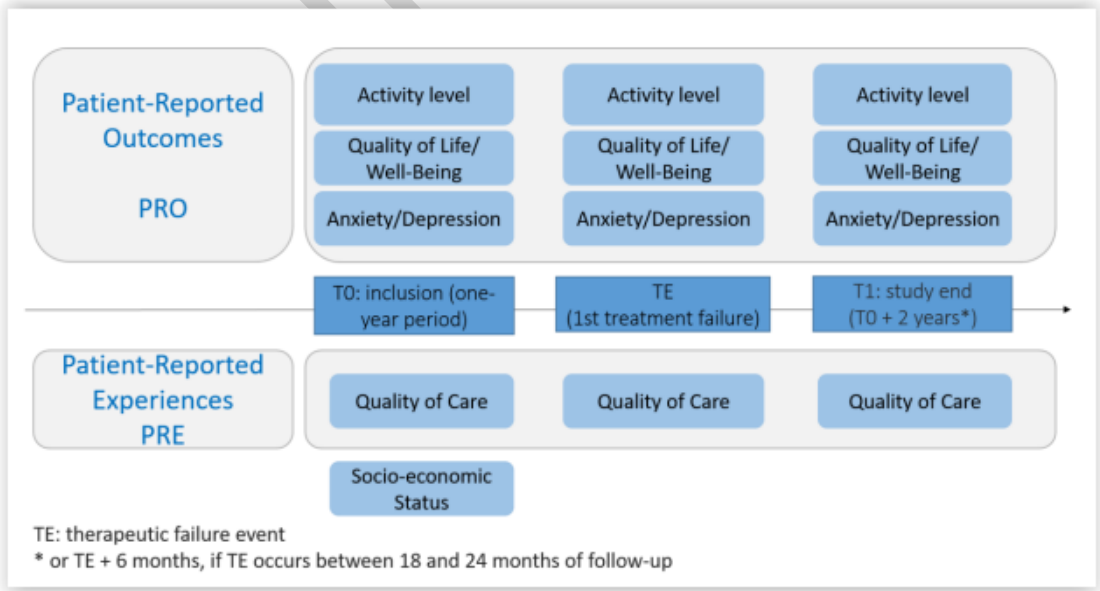 Patient-Reported
Outcomes
PRO
Activity level
Activity level
Activity level
Quality of Life/
Well-Being
Quality of Life/
Well-Being
Quality of Life/
Well-Being
Anxiety/Depression
Anxiety/Depression
Anxiety/Depression
T0: inclusion (one-
year period)
TE
(1st treatment failure)
T1: study end
(T0 + 2 years*)
Patient-Reported
Experiences
PRE
Quality of Care
Quality of Care
Quality of Care
Socio-economic
Status
TE: therapeutic failure event
* or TE + 6 months, if TE occurs between 18 and 24 months of follow-up